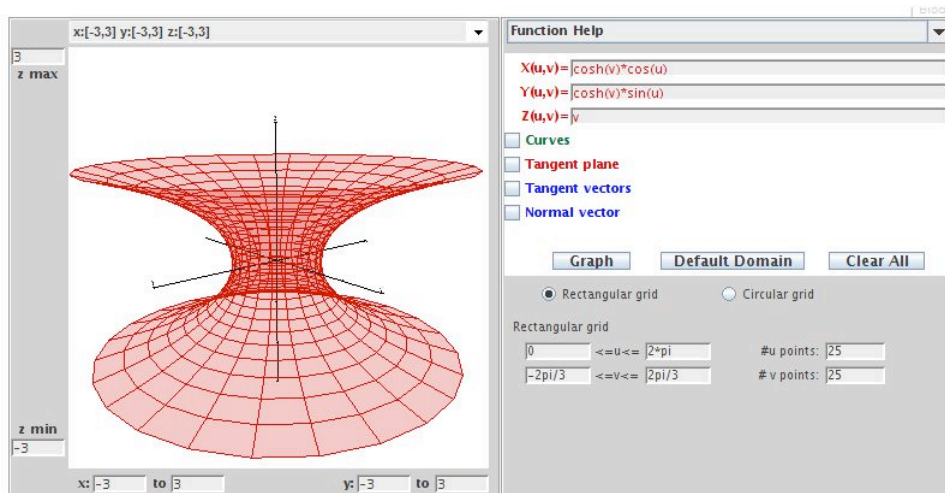 x:[-3,3] y:[-3,3] z:[-3,3]
3
z max
z min
-3
x: -3 to 3 y: -3 to 3
Function Help
X(u,v)= cosh(v)*cos(u)
Y(u,v)= cosh(v)*sin(u)
Z(u,v)= v
Curves
Tangent plane
Tangent vectors
Normal vector
Graph Default Domain Clear All
Rectangular grid Circular grid
Rectangular grid
0 <=u<= 2*pi #u points: 25
-2pi/3 <=v<= 2pi/3 # v points: 25